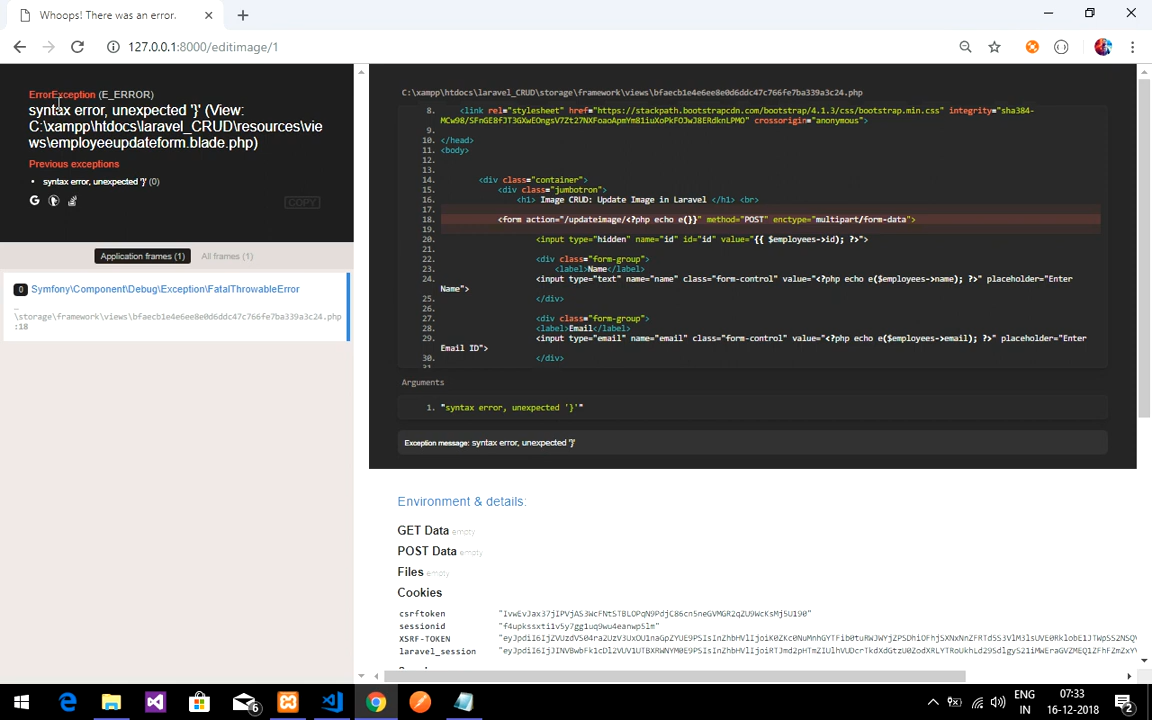 Whoops! There was an error.
127.0.0.1:8000/editimage/1
ErrorException (E_ERROR)
syntax error, unexpected '}' (View:
C:\xampp\htdocs\laravel_CRUD\resources\vie
ws\employeeupdateform.blade.php)
Previous exceptions
• syntax error, unexpected '}' (0)
COPY
Application frames (1) All frames (1)
0 Symfony\Component\Debug\Exception\FatalThrowableError
…
\storage\framework\views\bfaecb1e4e6ee8e0d6ddc47c766fe7ba339a3c24.php
:18
C:\xampp\htdocs\laravel_CRUD\storage\framework\views\bfaecb1e4e6ee8e0d6ddc47c766fe7ba339a3c24.php
8. <link rel="stylesheet" href="https://stackpath.bootstrapcdn.com/bootstrap/4.1.3/css/bootstrap.min.css" integrity="sha384-
MCw98/SFnGE8fJT3GXwEOngsV7Zt27NXFoaoApmYm81iuXoPkFOJwJ8ERdknLPMO" crossorigin="anonymous">
9.
10. </head>
11. <body>
12.
13.
14. <div class="container">
15. <div class="jumbotron">
16. <h1> Image CRUD: Update Image in Laravel </h1> <br>
17.
18. <form action="/updateimage/<?php echo e()}}" method="POST" enctype="multipart/form-data">
19.
20. <input type="hidden" name="id" id="id" value="{{ $employees->id); ?>">
21.
22. <div class="form-group">
23. <label>Name</label>
24. <input type="text" name="name" class="form-control" value="<?php echo e($employees->name); ?>" placeholder="Enter
Name">
25. </div>
26.
27. <div class="form-group">
28. <label>Email</label>
29. <input type="email" name="email" class="form-control" value="<?php echo e($employees->email); ?>" placeholder="Enter
Email ID">
30. </div>
31.
Arguments
1. "syntax error, unexpected '}'"
Exception message: syntax error, unexpected '}'
Environment & details:
GET Data empty
POST Data empty
Files empty
Cookies
csrftoken
sessionid
XSRF-TOKEN
laravel_session
6
ENG
IN
07:33
16-12-2018
2